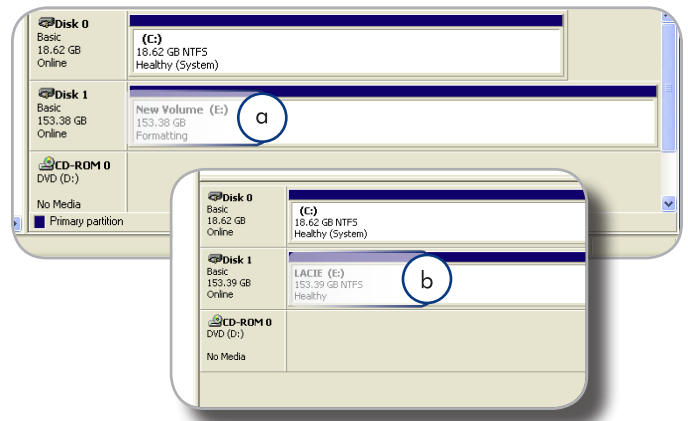 Disk 0
Basic
18.62 GB
Online
(C:)
18.62 GB NTFS
Healthy (System)
Disk 1
Basic
153.38 GB
Online
New Volume (E:)
153.38 GB
Formatting
a
CD-ROM 0
DVD (D:)
No Media
Primary partition
Disk 0
Basic
18.62 GB
Online
(C:)
18.62 GB NTFS
Healthy (System)
Disk 1
Basic
153.39 GB
Online
LACIE (E:)
153.39 GB NTFS
Healthy
b
CD-ROM 0
DVD (D:)
No Media